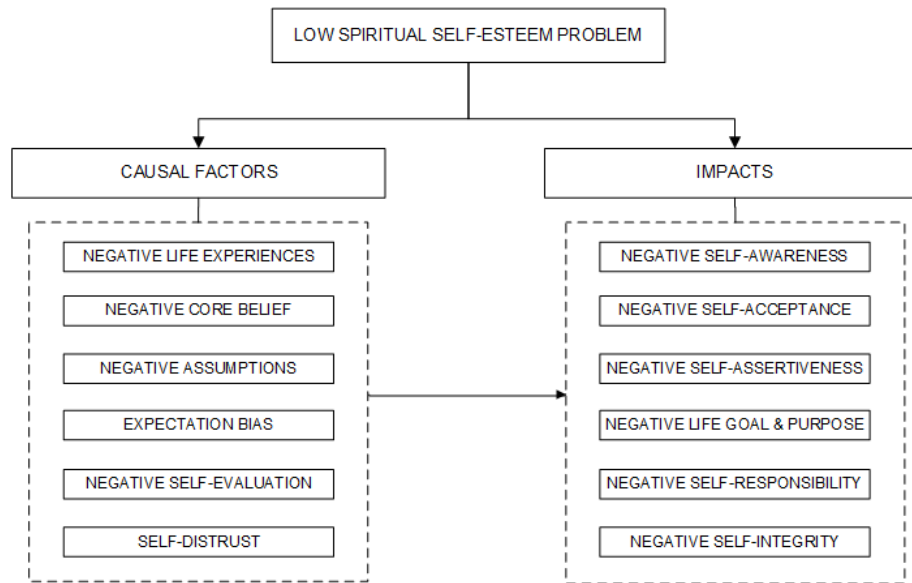 LOW SPIRITUAL SELF-ESTEEM PROBLEM
CAUSAL FACTORS
NEGATIVE LIFE EXPERIENCES
NEGATIVE CORE BELIEF
NEGATIVE ASSUMPTIONS
EXPECTATION BIAS
NEGATIVE SELF-EVALUATION
SELF-DISTRUST
IMPACTS
NEGATIVE SELF-AWARENESS
NEGATIVE SELF-ACCEPTANCE
NEGATIVE SELF-ASSERTIVENESS
NEGATIVE LIFE GOAL & PURPOSE
NEGATIVE SELF-RESPONSIBILITY
NEGATIVE SELF-INTEGRITY